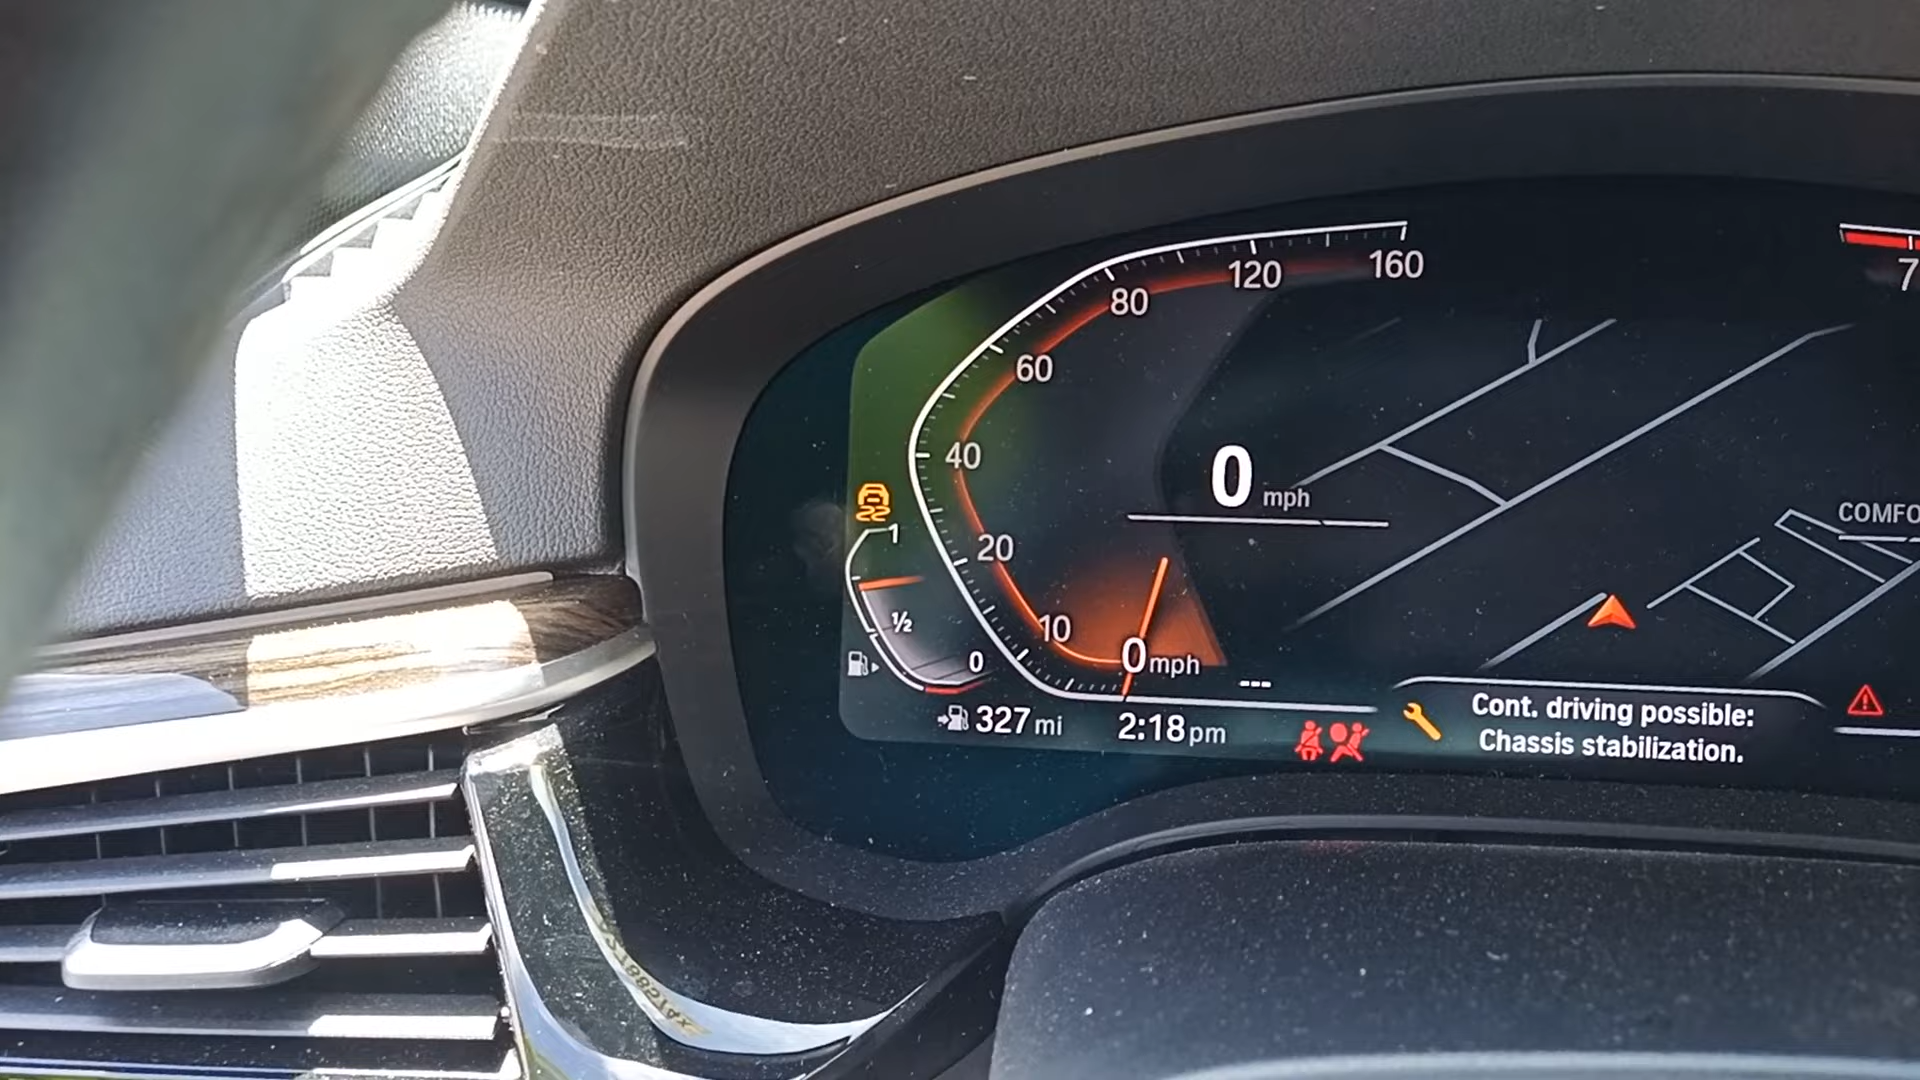 160
120
80
60
40
20
10
0 mph
0 mph
---
1
½
0
327 mi
2:18 pm
7
COMFO
Cont. driving possible:
Chassis stabilization.